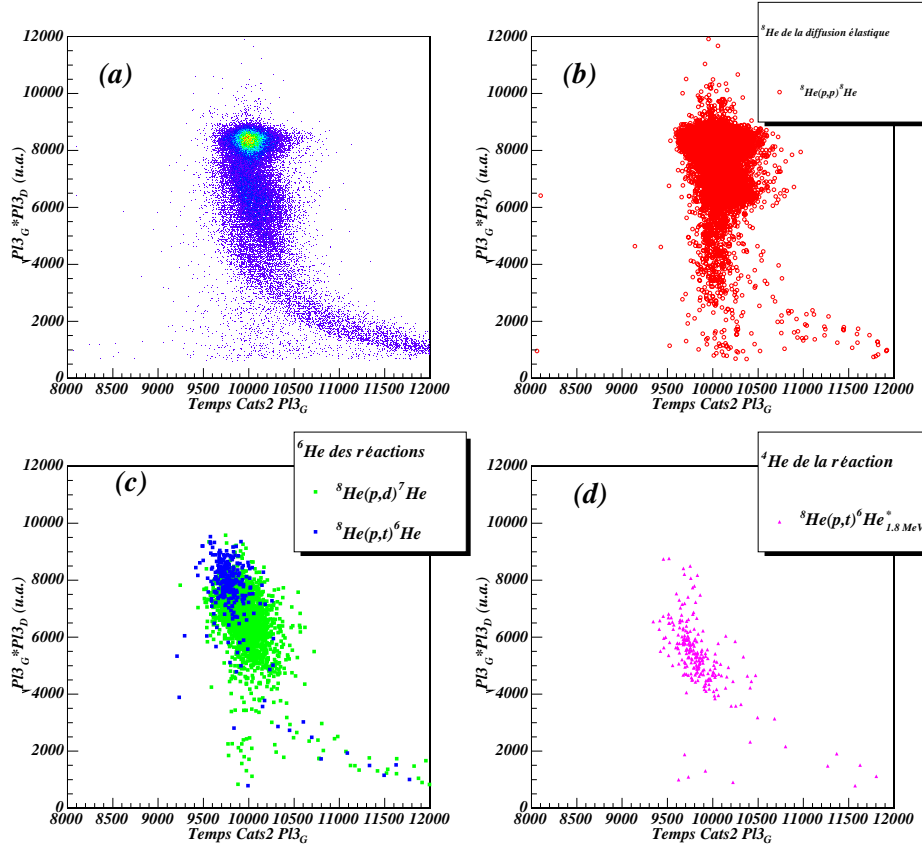 12000
10000
8000
6000
4000
2000
0
(a)
Pl3G*Pl3D (u.a.)
8000 8500 9000 9500 10000 10500 11000 11500 12000
Temps Cats2 Pl3G
12000
10000
8000
6000
4000
2000
0
(b)
8He de la diffusion élastique
8He(p,p)8He
Pl3G*Pl3D (u.a.)
8000 8500 9000 9500 10000 10500 11000 11500 12000
Temps Cats2 Pl3G
12000
10000
8000
6000
4000
2000
0
(c)
6He des réactions
8He(p,d)7He
8He(p,t)6He
Pl3G*Pl3D (u.a.)
8000 8500 9000 9500 10000 10500 11000 11500 12000
Temps Cats2 Pl3G
12000
10000
8000
6000
4000
2000
0
(d)
4He de la réaction
8He(p,t)6He*1.8 MeV
Pl3G*Pl3D (u.a.)
8000 8500 9000 9500 10000 10500 11000 11500 12000
Temps Cats2 Pl3G